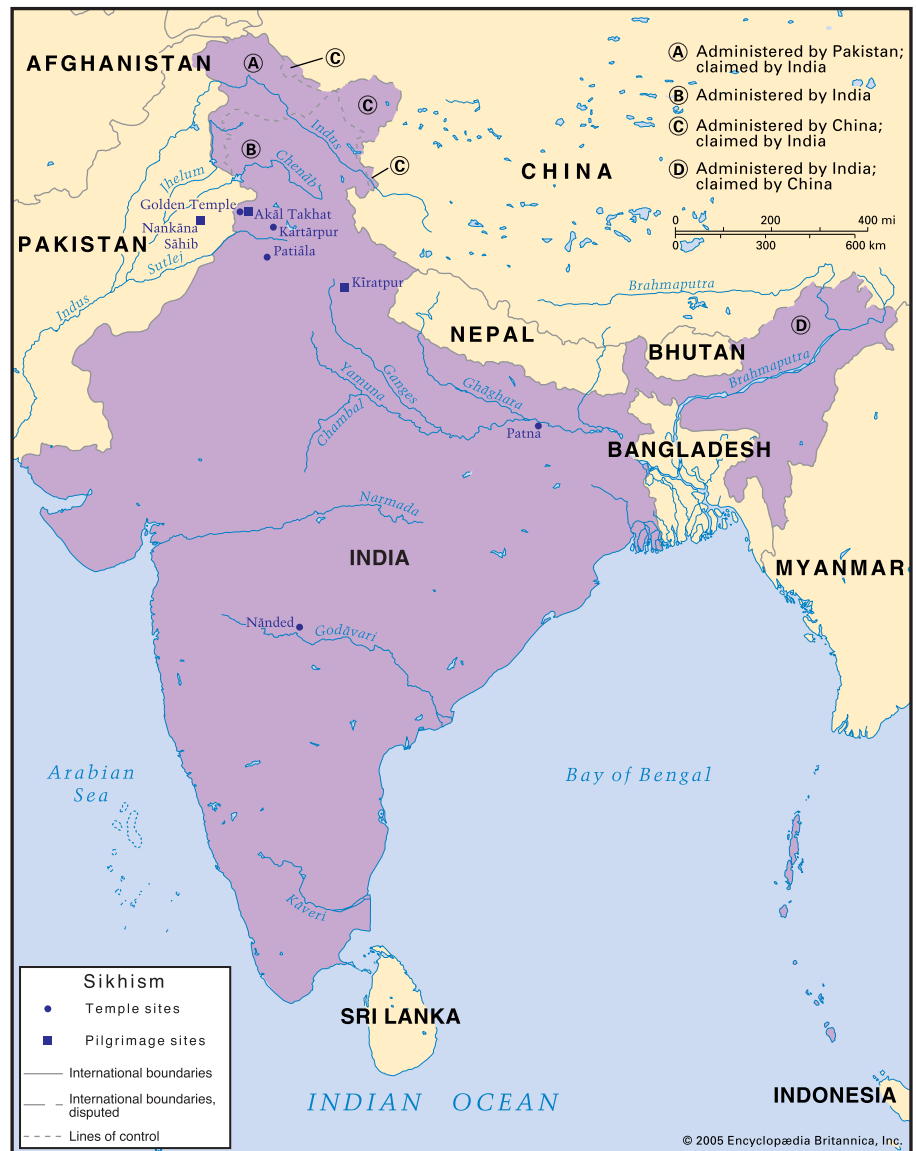 AFGHANISTAN
A
C
C
B
C
Indus
Chenāb
Jhelum
A Administered by Pakistan;
claimed by India
B Administered by India
C Administered by China;
claimed by India
D Administered by India;
claimed by China
0 200 400 mi
0 300 600 km
CHINA
Golden Temple
Akāl Takhat
Nankāna
Sāhib
Kartārpur
PAKISTAN
Patiāla
Sutlej
Indus
Kīratpur
Brahmaputra
NEPAL
D
BHUTAN
Brahmaputra
Yamuna
Ganges
Ghāghara
Chambal
Patna
BANGLADESH
Narmada
INDIA
MYANMAR
Nānded
Godāvari
Arabian
Sea
Bay of Bengal
Kāveri
SRI LANKA
INDIAN OCEAN
INDONESIA
Sikhism
Temple sites
Pilgrimage sites
International boundaries
International boundaries,
disputed
Lines of control
© 2005 Encyclopædia Britannica, Inc.